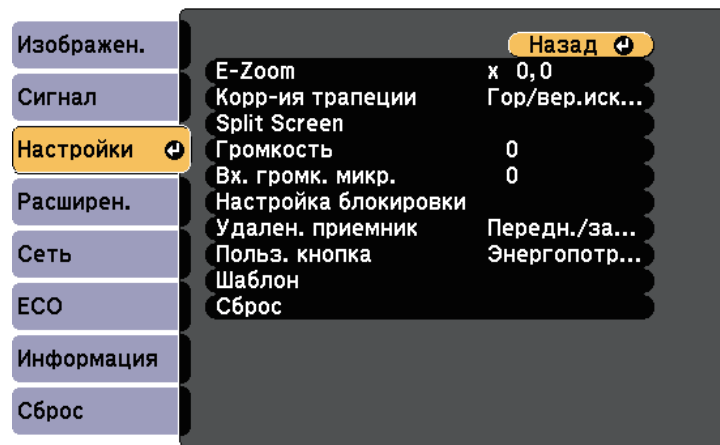 Изображен.
Сигнал
Настройки
Расширен.
Сеть
ECO
Информация
Сброс
Назад
E-Zoom x 0,0
Корр-ия трапеции Гор/вер.иск...
Split Screen
Громкость 0
Вх. громк. микр. 0
Настройка блокировки
Удален. приемник Передн./за...
Польз. кнопка Энергопотр...
Шаблон
Сброс